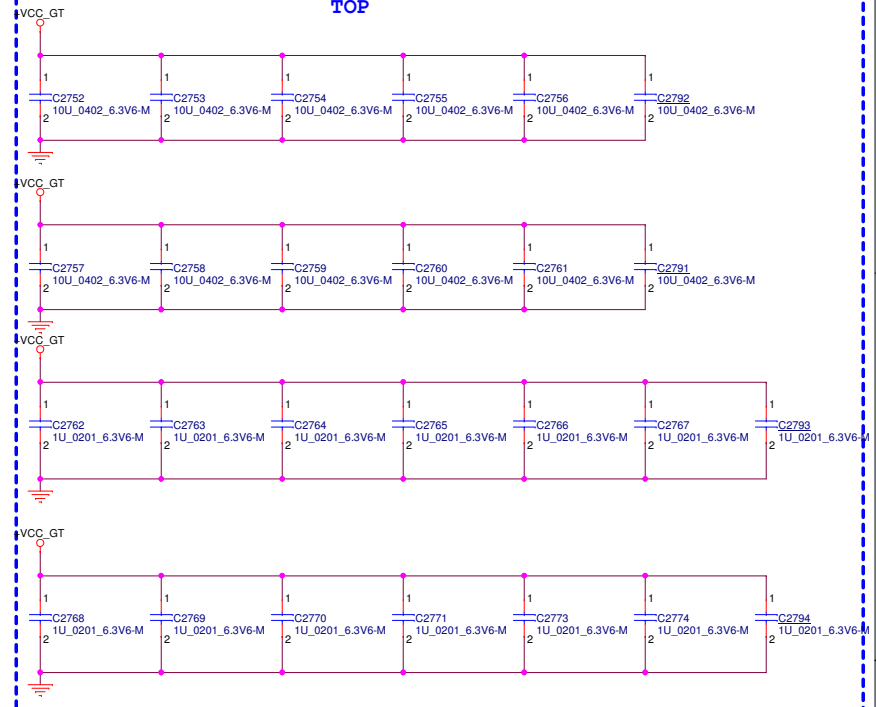 TOP
+VCC_GT
1 1 1 1 1 1
C2752 C2753 C2754 C2755 C2756 C2792
10U_0402_6.3V6-M 10U_0402_6.3V6-M 10U_0402_6.3V6-M 10U_0402_6.3V6-M 10U_0402_6.3V6-M 10U_0402_6.3V6-M
2 2 2 2 2 2
+VCC_GT
1 1 1 1 1 1
C2757 C2758 C2759 C2760 C2761 C2791
10U_0402_6.3V6-M 10U_0402_6.3V6-M 10U_0402_6.3V6-M 10U_0402_6.3V6-M 10U_0402_6.3V6-M 10U_0402_6.3V6-M
2 2 2 2 2 2
+VCC_GT
1 1 1 1 1 1 1
C2762 C2763 C2764 C2765 C2766 C2767 C2793
1U_0201_6.3V6-M 1U_0201_6.3V6-M 1U_0201_6.3V6-M 1U_0201_6.3V6-M 1U_0201_6.3V6-M 1U_0201_6.3V6-M 1U_0201_6.3V6-M
2 2 2 2 2 2 2
+VCC_GT
1 1 1 1 1 1 1
C2768 C2769 C2770 C2771 C2773 C2774 C2794
1U_0201_6.3V6-M 1U_0201_6.3V6-M 1U_0201_6.3V6-M 1U_0201_6.3V6-M 1U_0201_6.3V6-M 1U_0201_6.3V6-M 1U_0201_6.3V6-M
2 2 2 2 2 2 2